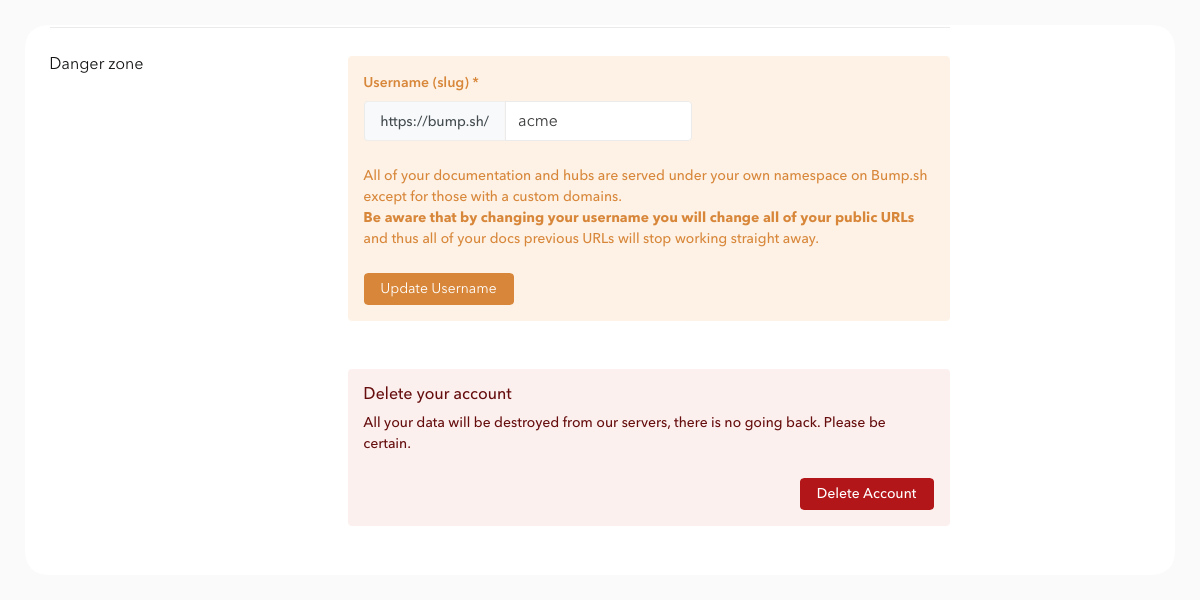 Danger zone
Username (slug) *
https://bump.sh/ acme
All of your documentation and hubs are served under your own namespace on Bump.sh
except for those with a custom domains.
Be aware that by changing your username you will change all of your public URLs
and thus all of your docs previous URLs will stop working straight away.
Update Username
Delete your account
All your data will be destroyed from our servers, there is no going back. Please be
certain.
Delete Account